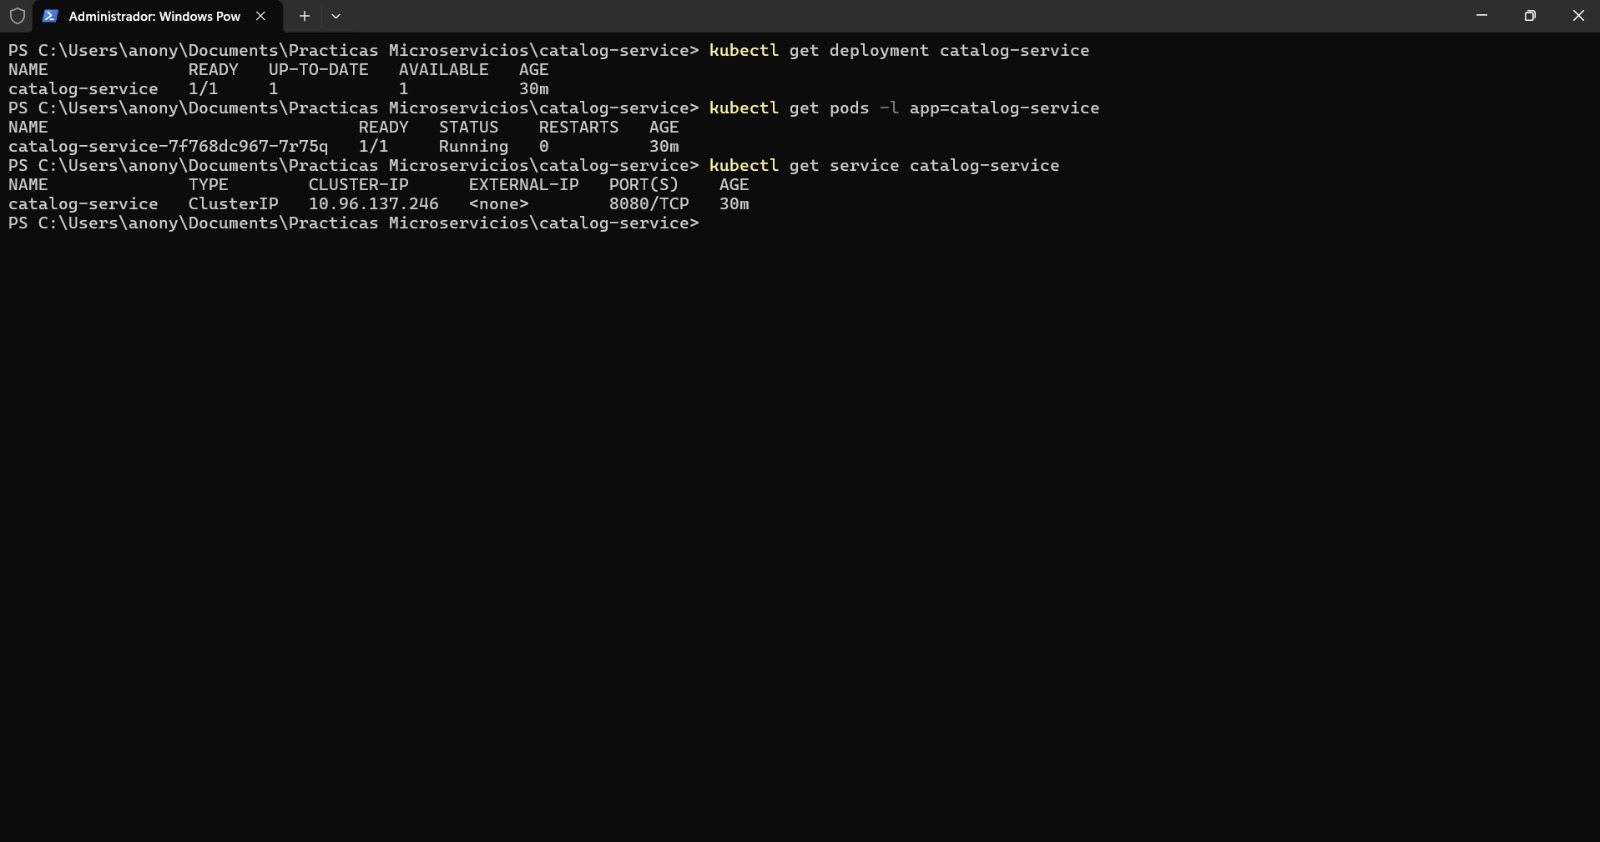 Administrador: Windows Pow
PS C:\Users\anony\Documents\Practicas Microservicios\catalog-service> kubectl get deployment catalog-service
NAME              READY   UP-TO-DATE   AVAILABLE   AGE
catalog-service   1/1     1            1           30m
PS C:\Users\anony\Documents\Practicas Microservicios\catalog-service> kubectl get pods -l app=catalog-service
NAME                               READY   STATUS    RESTARTS   AGE
catalog-service-7f768dc967-7r75q   1/1     Running   0          30m
PS C:\Users\anony\Documents\Practicas Microservicios\catalog-service> kubectl get service catalog-service
NAME              TYPE        CLUSTER-IP      EXTERNAL-IP   PORT(S)    AGE
catalog-service   ClusterIP   10.96.137.246   <none>        8080/TCP   30m
PS C:\Users\anony\Documents\Practicas Microservicios\catalog-service>